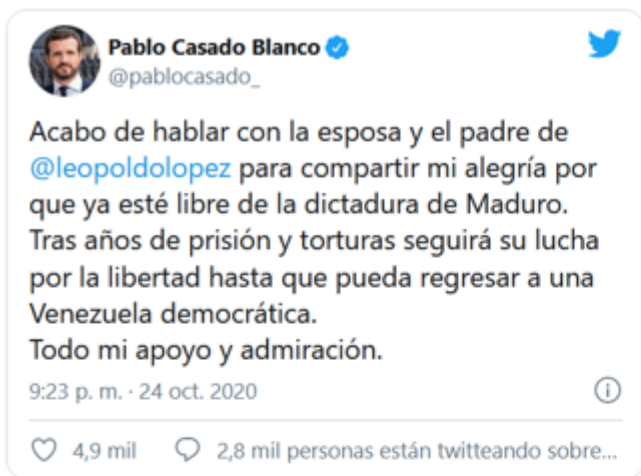 Pablo Casado Blanco
@pablocasado_
Acabo de hablar con la esposa y el padre de
@leopoldolopez para compartir mi alegría por
que ya esté libre de la dictadura de Maduro.
Tras años de prisión y torturas seguirá su lucha
por la libertad hasta que pueda regresar a una
Venezuela democrática.
Todo mi apoyo y admiración.
9:23 p. m. · 24 oct. 2020
4,9 mil 2,8 mil personas están twitteando sobre...